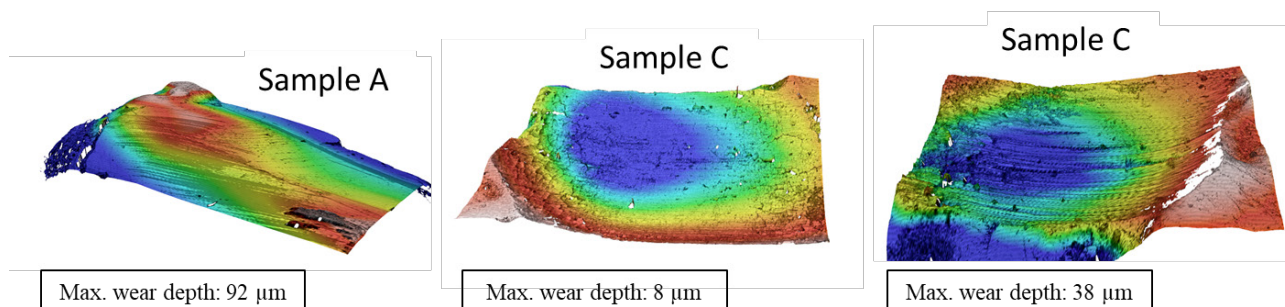 Sample A
Sample C
Sample C
Max. wear depth: 92 µm
Max. wear depth: 8 µm
Max. wear depth: 38 µm